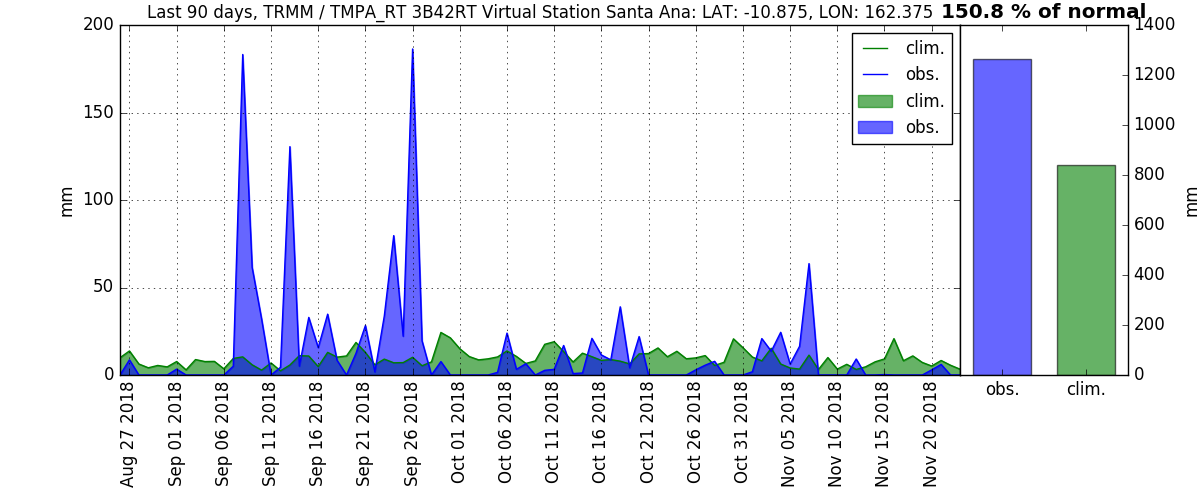 Last 90 days, TRMM / TMPA_RT 3B42RT Virtual Station Santa Ana: LAT: -10.875, LON: 162.375 150.8 % of normal
200
150
100
50
0
mm
clim.
obs.
clim.
obs.
1400
1200
1000
800
600
400
200
0
mm
Aug 27 2018
Sep 01 2018
Sep 06 2018
Sep 11 2018
Sep 16 2018
Sep 21 2018
Sep 26 2018
Oct 01 2018
Oct 06 2018
Oct 11 2018
Oct 16 2018
Oct 21 2018
Oct 26 2018
Oct 31 2018
Nov 05 2018
Nov 10 2018
Nov 15 2018
Nov 20 2018
obs.
clim.